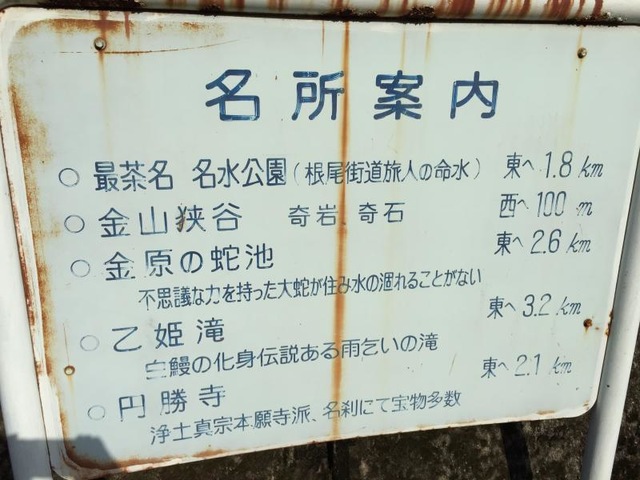 名所案内
○ 最茶名 名水公園(根尾街道旅人の命水) 東へ 1.8 km
○ 金山狭谷 奇岩、奇石 西へ 100 m
○ 金原の蛇池 東へ 2.6 km
不思議な力を持った大蛇が住み水の涸れることがない
○ 乙姫滝 東へ 3.2 km
白鰻の化身伝説ある雨乞いの滝
○ 円勝寺 東へ 2.1 km
浄土真宗本願寺派、名刹にて宝物多数